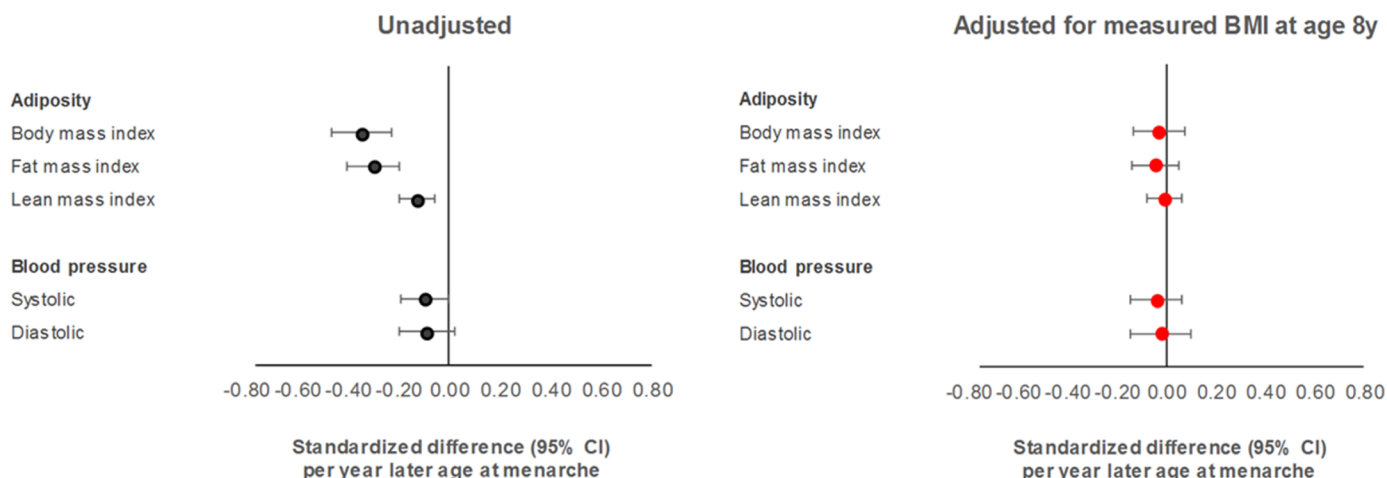 Unadjusted
Adiposity
Body mass index
Fat mass index
Lean mass index
Blood pressure
Systolic
Diastolic
-0.80 -0.60 -0.40 -0.20 0.00 0.20 0.40 0.60 0.80
Standardized difference (95% CI)
per year later age at menarche
Adjusted for measured BMI at age 8y
Adiposity
Body mass index
Fat mass index
Lean mass index
Blood pressure
Systolic
Diastolic
-0.80 -0.60 -0.40 -0.20 0.00 0.20 0.40 0.60 0.80
Standardized difference (95% CI)
per year later age at menarche